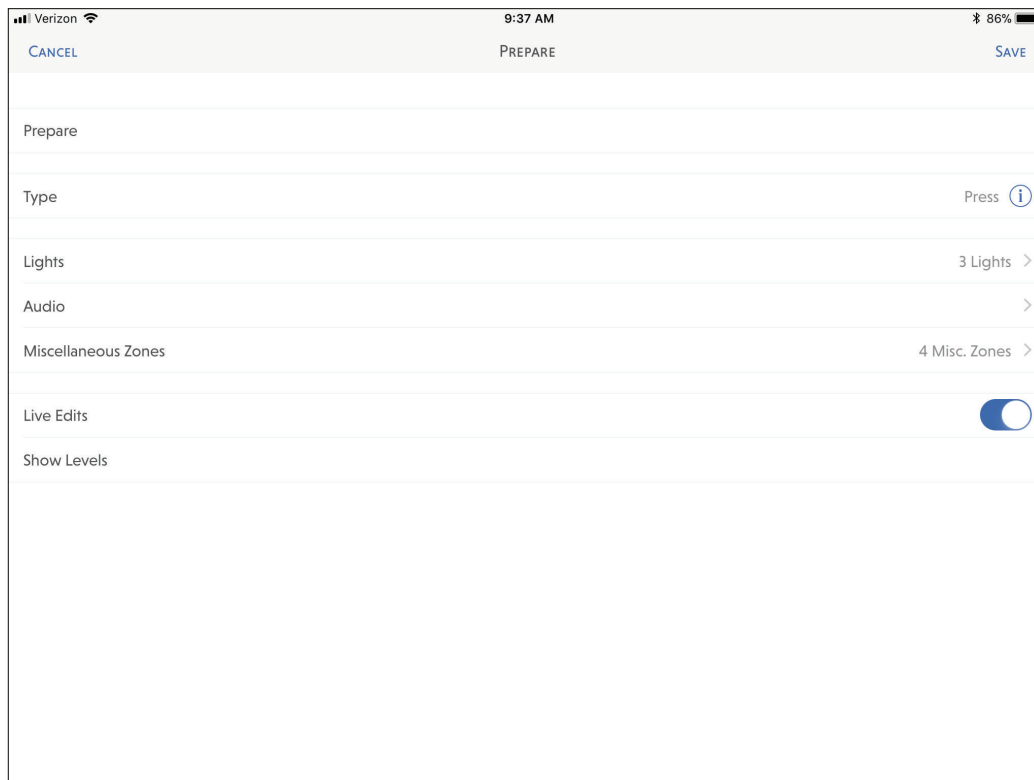 Verizon 9:37 AM 86%
CANCEL PREPARE SAVE
Prepare
Type Press i
Lights 3 Lights
Audio
Miscellaneous Zones 4 Misc. Zones
Live Edits
Show Levels